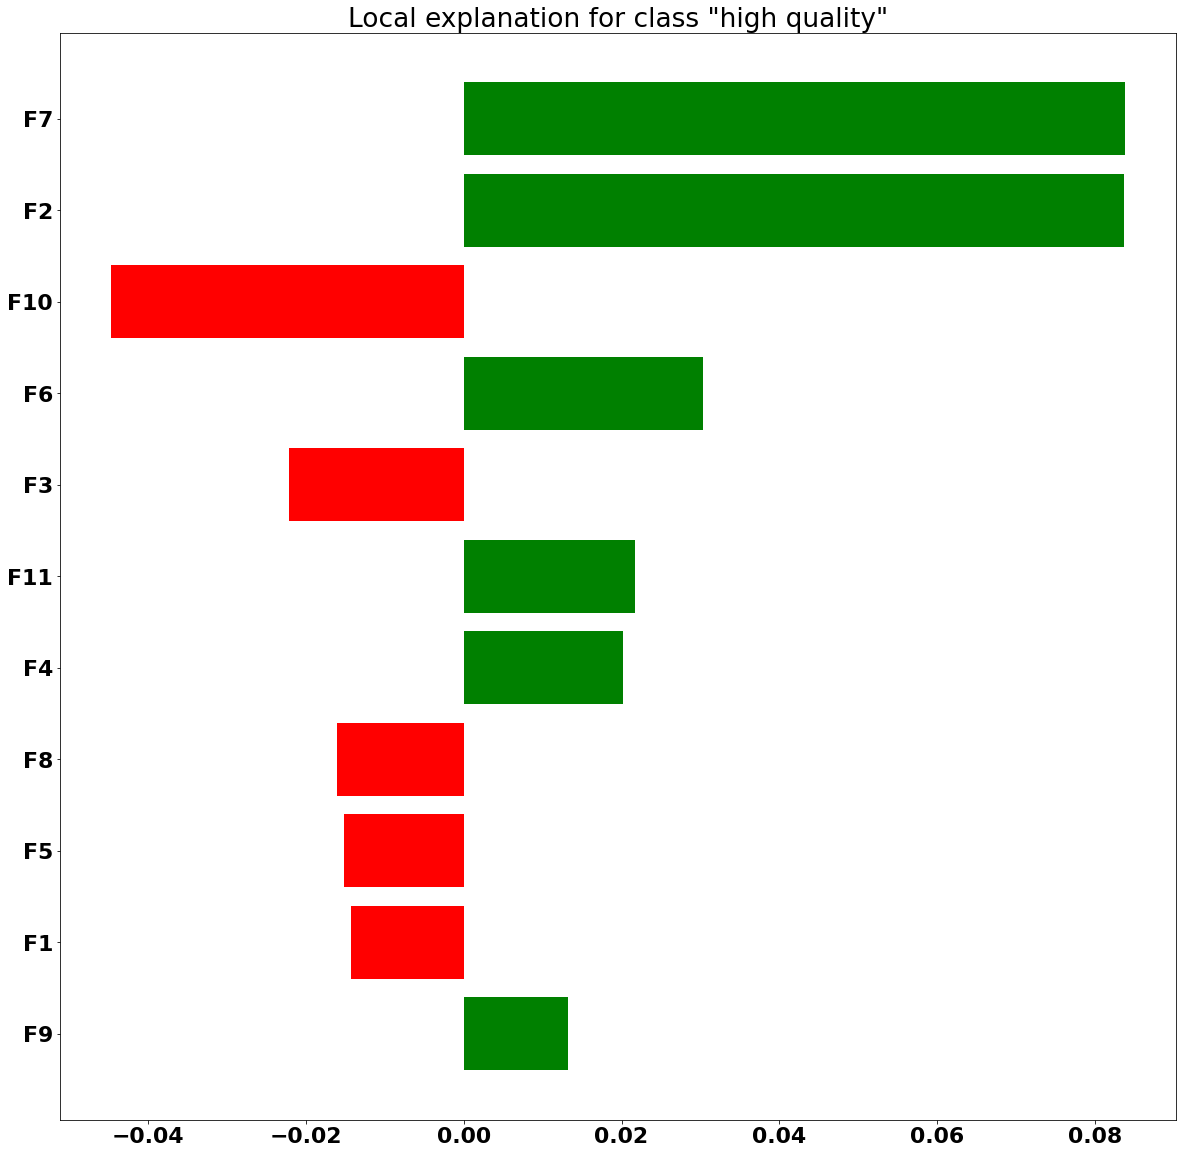 Local explanation for class "high quality"
F7
F2
F10
F6
F3
F11
F4
F8
F5
F1
F9
−0.04 −0.02 0.00 0.02 0.04 0.06 0.08